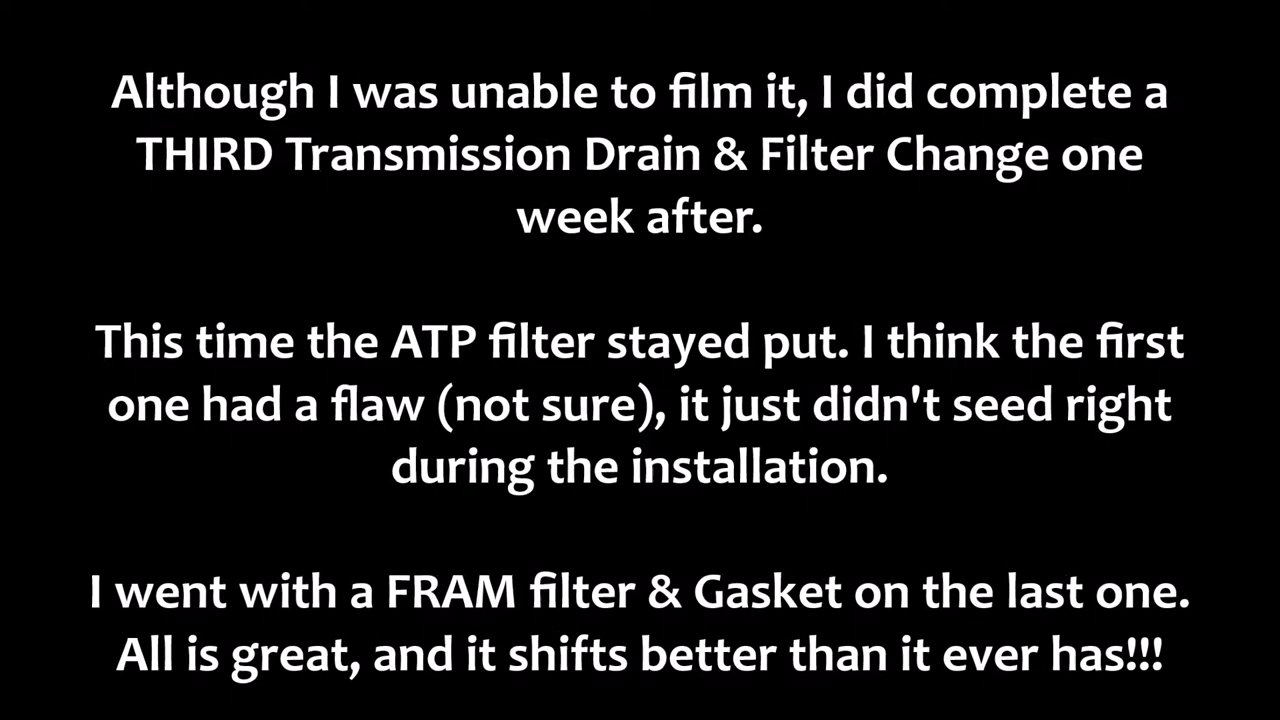 Although I was unable to film it, I did complete a
THIRD Transmission Drain & Filter Change one
week after.
This time the ATP filter stayed put. I think the first
one had a flaw (not sure), it just didn't seed right
during the installation.
I went with a FRAM filter & Gasket on the last one.
All is great, and it shifts better than it ever has!!!